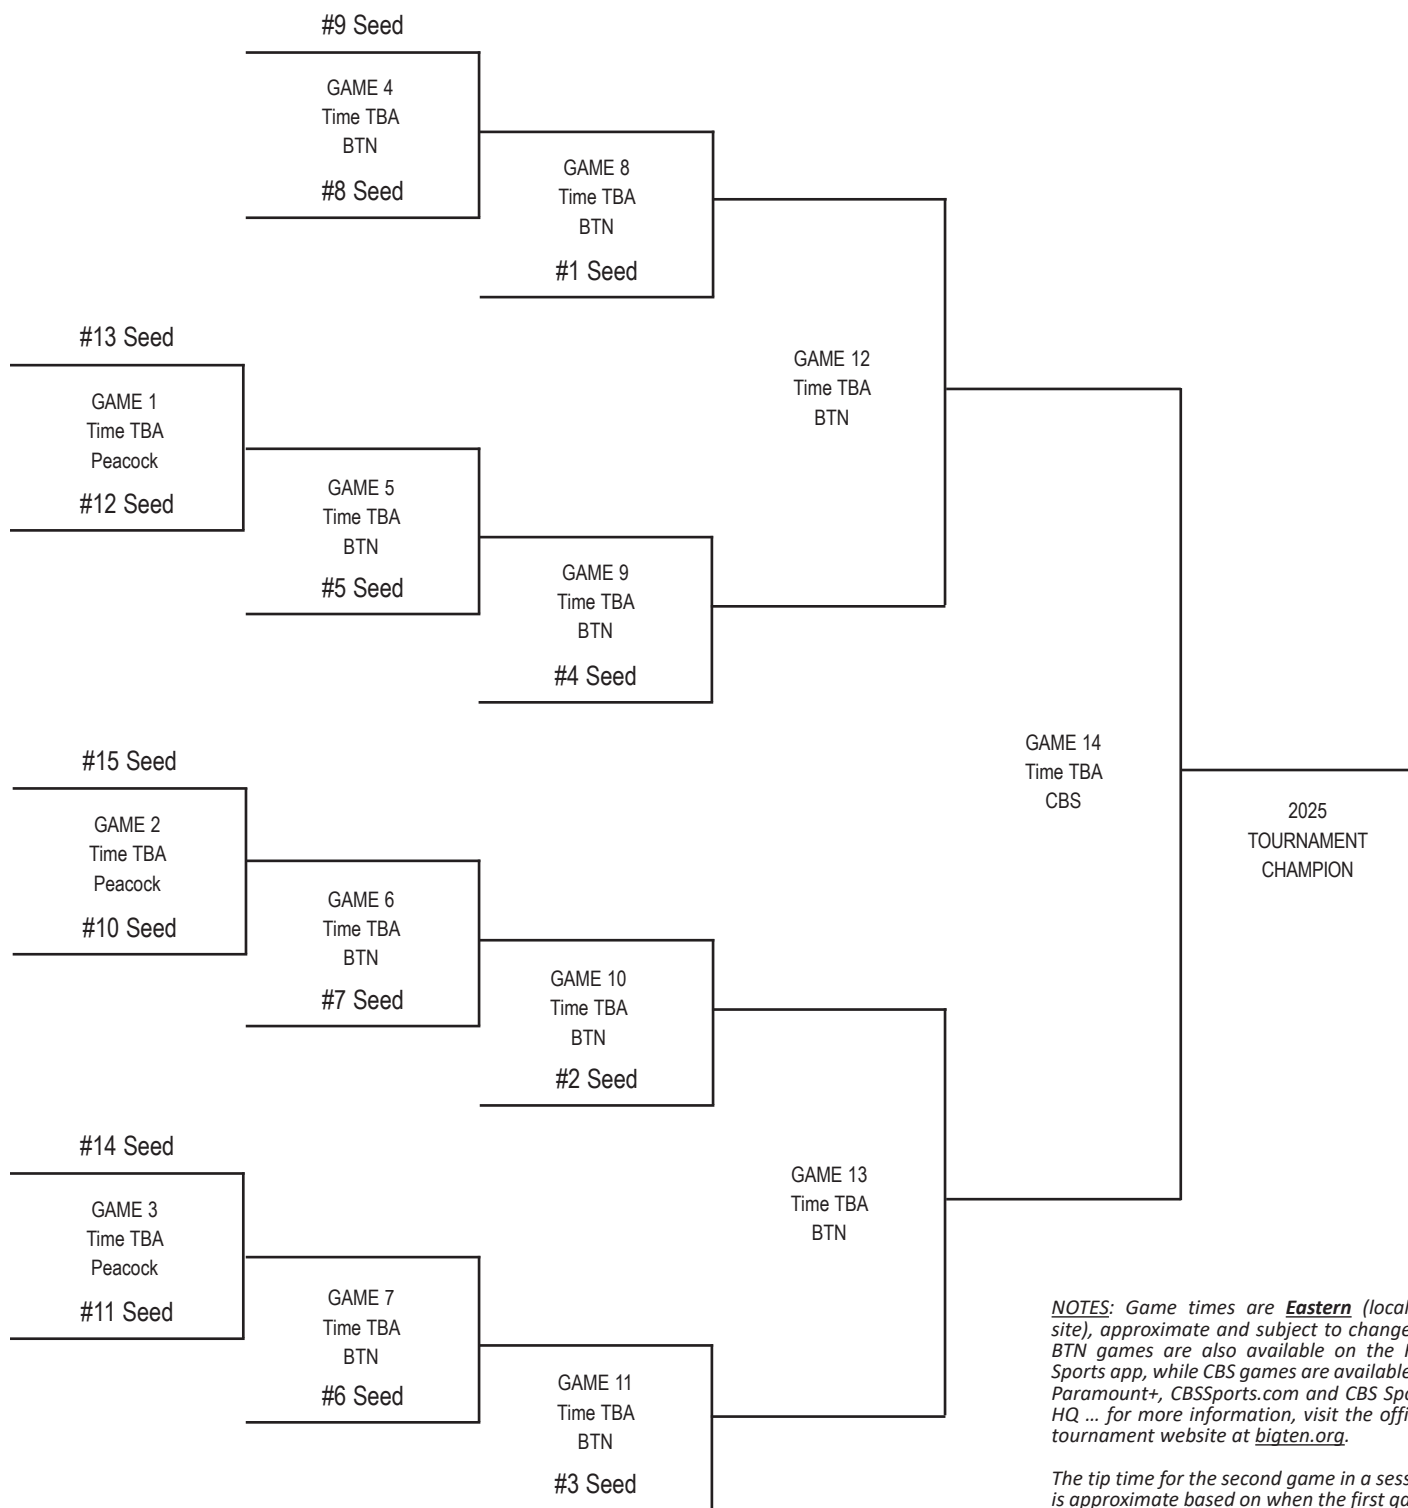 #9 Seed
GAME 4
Time TBA
BTN
#8 Seed
GAME 8
Time TBA
BTN
#1 Seed
#13 Seed
GAME 1
Time TBA
Peacock
#12 Seed
GAME 5
Time TBA
BTN
#5 Seed
GAME 9
Time TBA
BTN
#4 Seed
GAME 12
Time TBA
BTN
#15 Seed
GAME 2
Time TBA
Peacock
#10 Seed
GAME 6
Time TBA
BTN
#7 Seed
GAME 10
Time TBA
BTN
#2 Seed
#14 Seed
GAME 3
Time TBA
Peacock
#11 Seed
GAME 7
Time TBA
BTN
#6 Seed
GAME 11
Time TBA
BTN
#3 Seed
GAME 13
Time TBA
BTN
GAME 14
Time TBA
CBS
2025
TOURNAMENT
CHAMPION
NOTES: Game times are Eastern (local
site), approximate and subject to change
BTN games are also available on the
Sports app, while CBS games are available
Paramount+, CBSSports.com and CBS
HQ ... for more information, visit the
tournament website at bigten.org.
The tip time for the second game in a
is approximate based on when the first